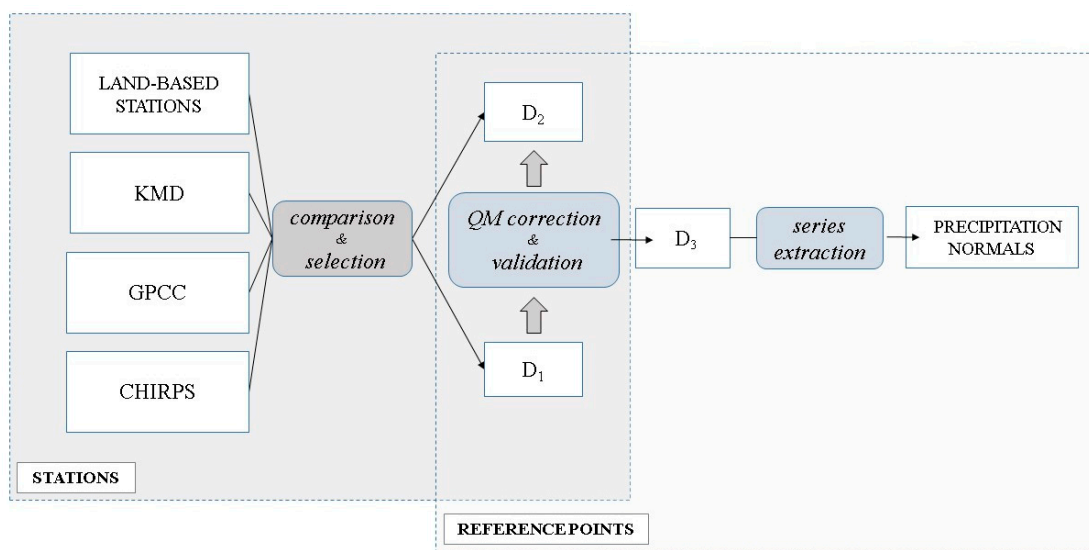 LAND-BASED
STATIONS
KMD
GPCC
CHIRPS
comparison
&
selection
D₂
QM correction
&
validation
D₁
D₃
series
extraction
PRECIPITATION
NORMALS
STATIONS
REFERENCE POINTS